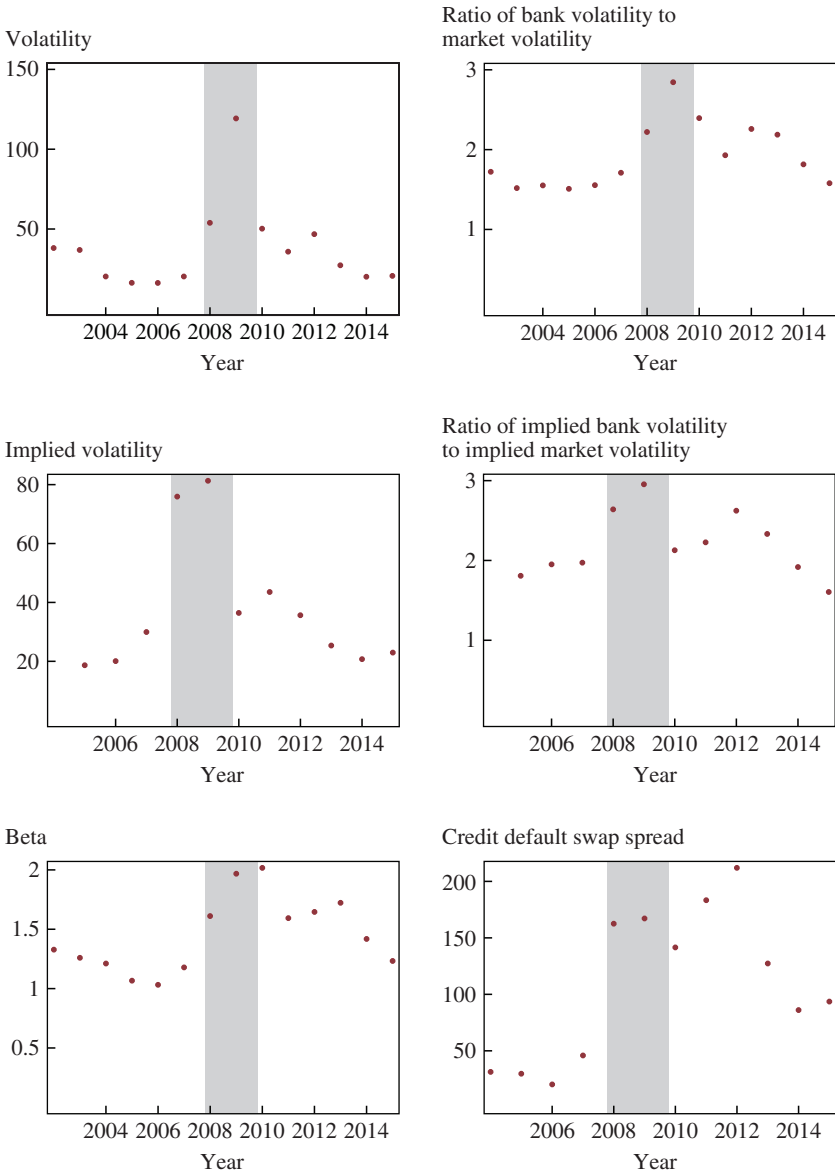 Volatility
150
100
50
2004 2006 2008 2010 2012 2014
Year
Ratio of bank volatility to
market volatility
3
2
1
2004 2006 2008 2010 2012 2014
Year
Implied volatility
80
60
40
20
2006 2008 2010 2012 2014
Year
Ratio of implied bank volatility
to implied market volatility
3
2
1
2006 2008 2010 2012 2014
Year
Beta
2
1.5
1
0.5
2004 2006 2008 2010 2012 2014
Year
Credit default swap spread
200
150
100
50
2006 2008 2010 2012 2014
Year